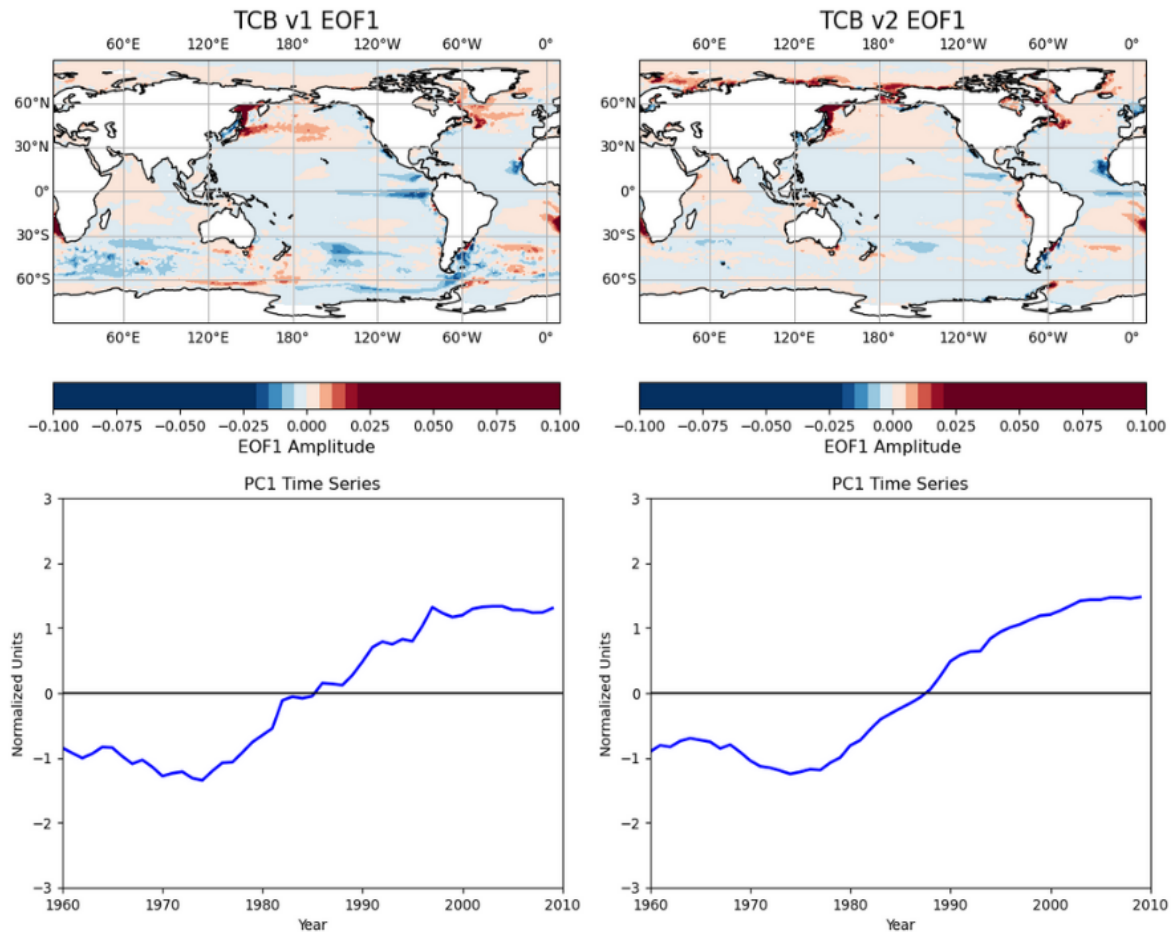 TCB v1 EOF1
60°E 120°E 180° 120°W 60°W 0°
60°N
30°N
0°
30°S
60°S
60°E 120°E 180° 120°W 60°W 0°
−0.100 −0.075 −0.050 −0.025 0.000 0.025 0.050 0.075 0.100
EOF1 Amplitude
TCB v2 EOF1
60°E 120°E 180° 120°W 60°W 0°
60°N
30°N
0°
30°S
60°S
60°E 120°E 180° 120°W 60°W 0°
−0.100 −0.075 −0.050 −0.025 0.000 0.025 0.050 0.075 0.100
EOF1 Amplitude
PC1 Time Series
3
2
1
0
−1
−2
−3
Normalized Units
1960 1970 1980 1990 2000 2010
Year
PC1 Time Series
3
2
1
0
−1
−2
−3
Normalized Units
1960 1970 1980 1990 2000 2010
Year